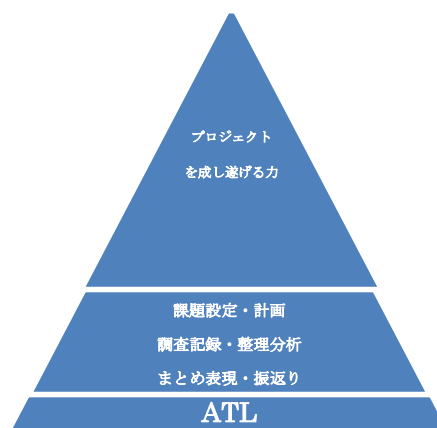 プロジェクト
を成し遂げる力
課題設定・計画
調査記録・整理分析
まとめ表現・振返り
ATL